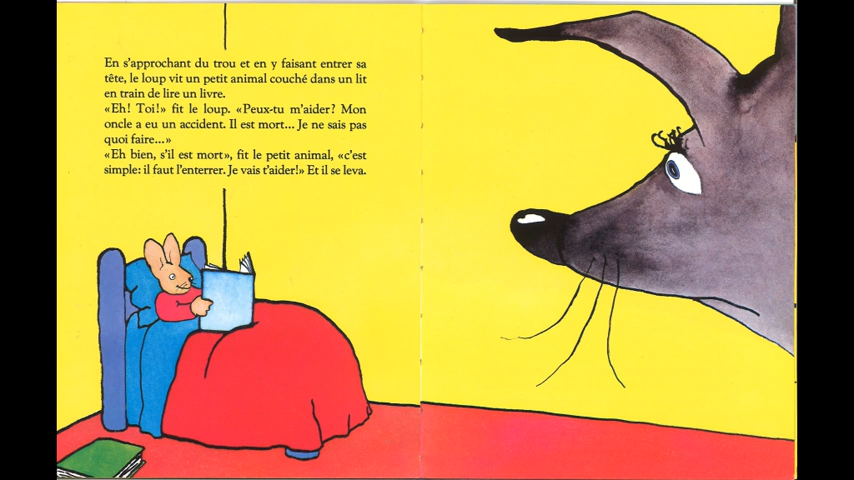 En s'approchant du trou et en y faisant entrer sa
tête, le loup vit un petit animal couché dans un lit
en train de lire un livre.
«Eh! Toi!» fit le loup. «Peux-tu m'aider? Mon
oncle a eu un accident. Il est mort... Je ne sais pas
quoi faire...»
«Eh bien, s'il est mort», fit le petit animal, «c'est
simple: il faut l'enterrer. Je vais t'aider!» Et il se leva.